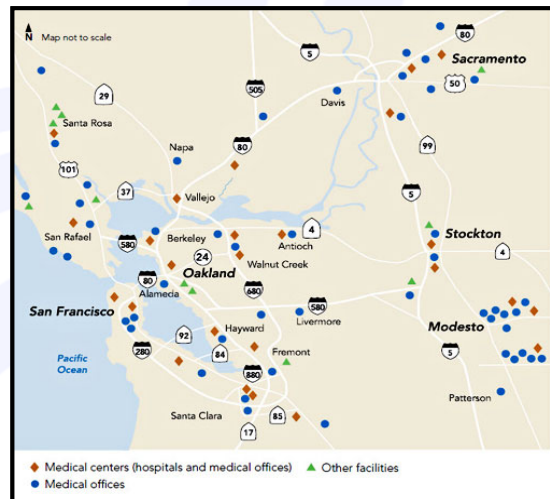 N
Map not to scale
5
80
Sacramento
50
29
505
Davis
Santa Rosa
80
99
Napa
101
37
Vallejo
5
4
Stockton
San Rafael
580
Berkeley
Antioch
4
24
Walnut Creek
80
Oakland
Alameda
680
580
San Francisco
Livermore
Modesto
92
Hayward
84
280
Fremont
5
Pacific
Ocean
880
Patterson
Santa Clara
85
17
Medical centers (hospitals and medical offices)
Other facilities
Medical offices